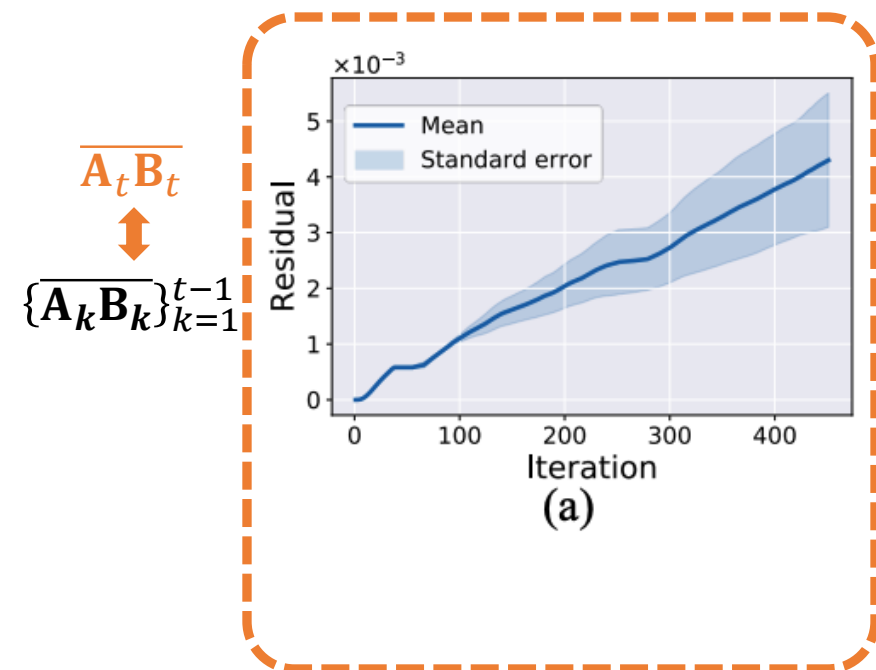 ×10⁻³
Mean
Standard error
5
4
3
2
1
0
Residual
0 100 200 300 400
Iteration
(a)
$\overline{\mathbf{A}_t\mathbf{B}_t}$
$\{\overline{\mathbf{A}_k\mathbf{B}_k}\}_{k=1}^{t-1}$